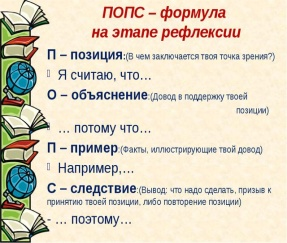 ПОПС – формула
на этапе рефлексии
П – позиция:(В чем заключается твоя точка зрения?)
Я считаю, что…
О – объяснение:(Довод в поддержку твоей
позиции)
… потому что…
П – пример:(Факты, иллюстрирующие твой довод)
Например,…
С – следствие:(Вывод: что надо сделать, призыв к
принятию твоей позиции, либо повторение позиции)
- … поэтому…